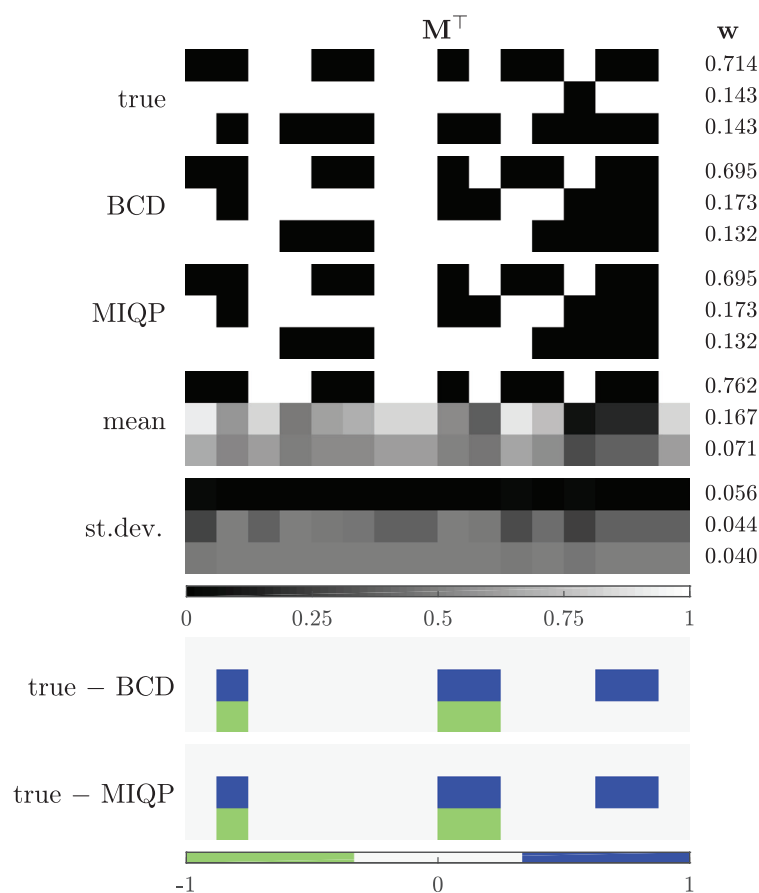 M⊤ w
0.714
true 0.143
0.143
0.695
BCD 0.173
0.132
0.695
MIQP 0.173
0.132
0.762
mean 0.167
0.071
0.056
st.dev. 0.044
0.040
0 0.25 0.5 0.75 1
true − BCD
true − MIQP
-1 0 1